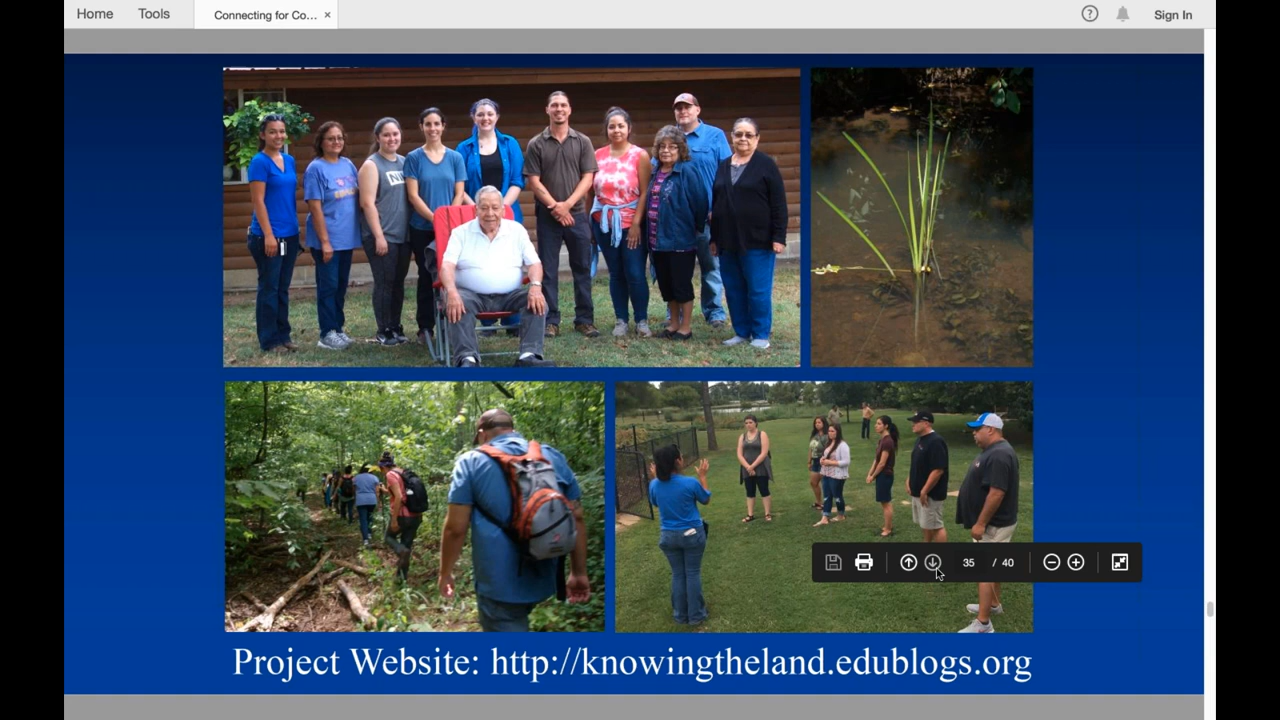 Home Tools Connecting for Co... × Sign In
35 / 40
Project Website: http://knowingtheland.edublogs.org